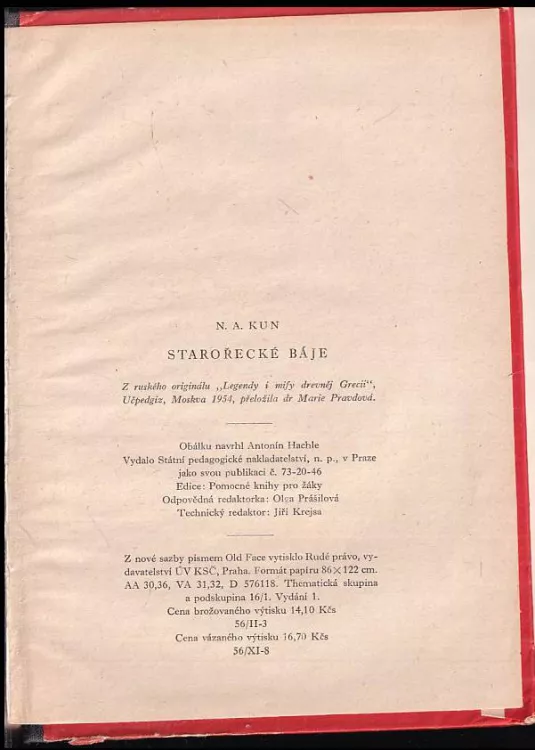 N. A. KUN
STAROŘECKÉ BÁJE
Z ruského originálu „Legendy i mify drevněj Grecii“,
Učpedgiz, Moskva 1954, přeložila dr Marie Pravdová.
Obálku navrhl Antonín Hachle
Vydalo Státní pedagogické nakladatelství, n. p., v Praze
jako svou publikaci č. 73-20-46
Edice: Pomocné knihy pro žáky
Odpovědná redaktorka: Olga Prášilová
Technický redaktor: Jiří Krejsa
Z nové sazby písmem Old Face vytisklo Rudé právo, vy-
davatelství ÚV KSČ, Praha. Formát papíru 86×122 cm.
AA 30,36, VA 31,32, D 576118. Thematická skupina
a podskupina 16/1. Vydání 1.
Cena brožovaného výtisku 14,10 Kčs
56/II-3
Cena vázaného výtisku 16,70 Kčs
56/XI-8